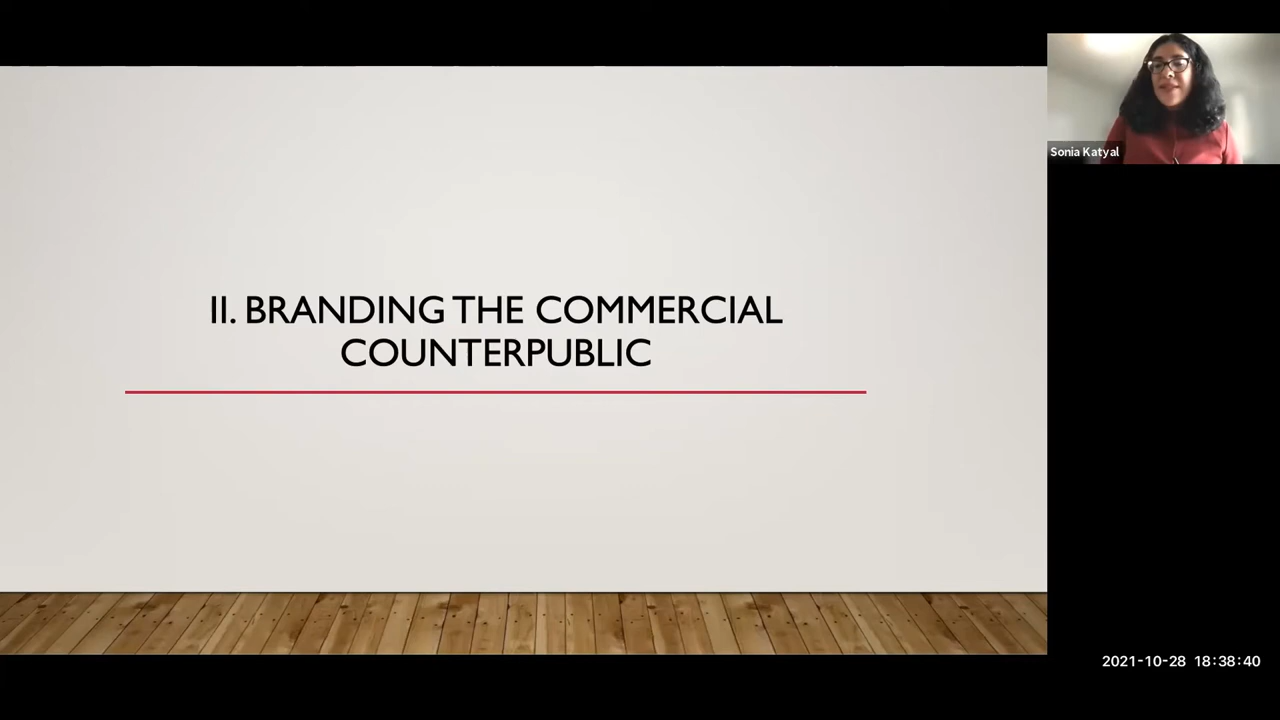 II. BRANDING THE COMMERCIAL
COUNTERPUBLIC
Sonia Katyal
2021-10-28 18:38:40